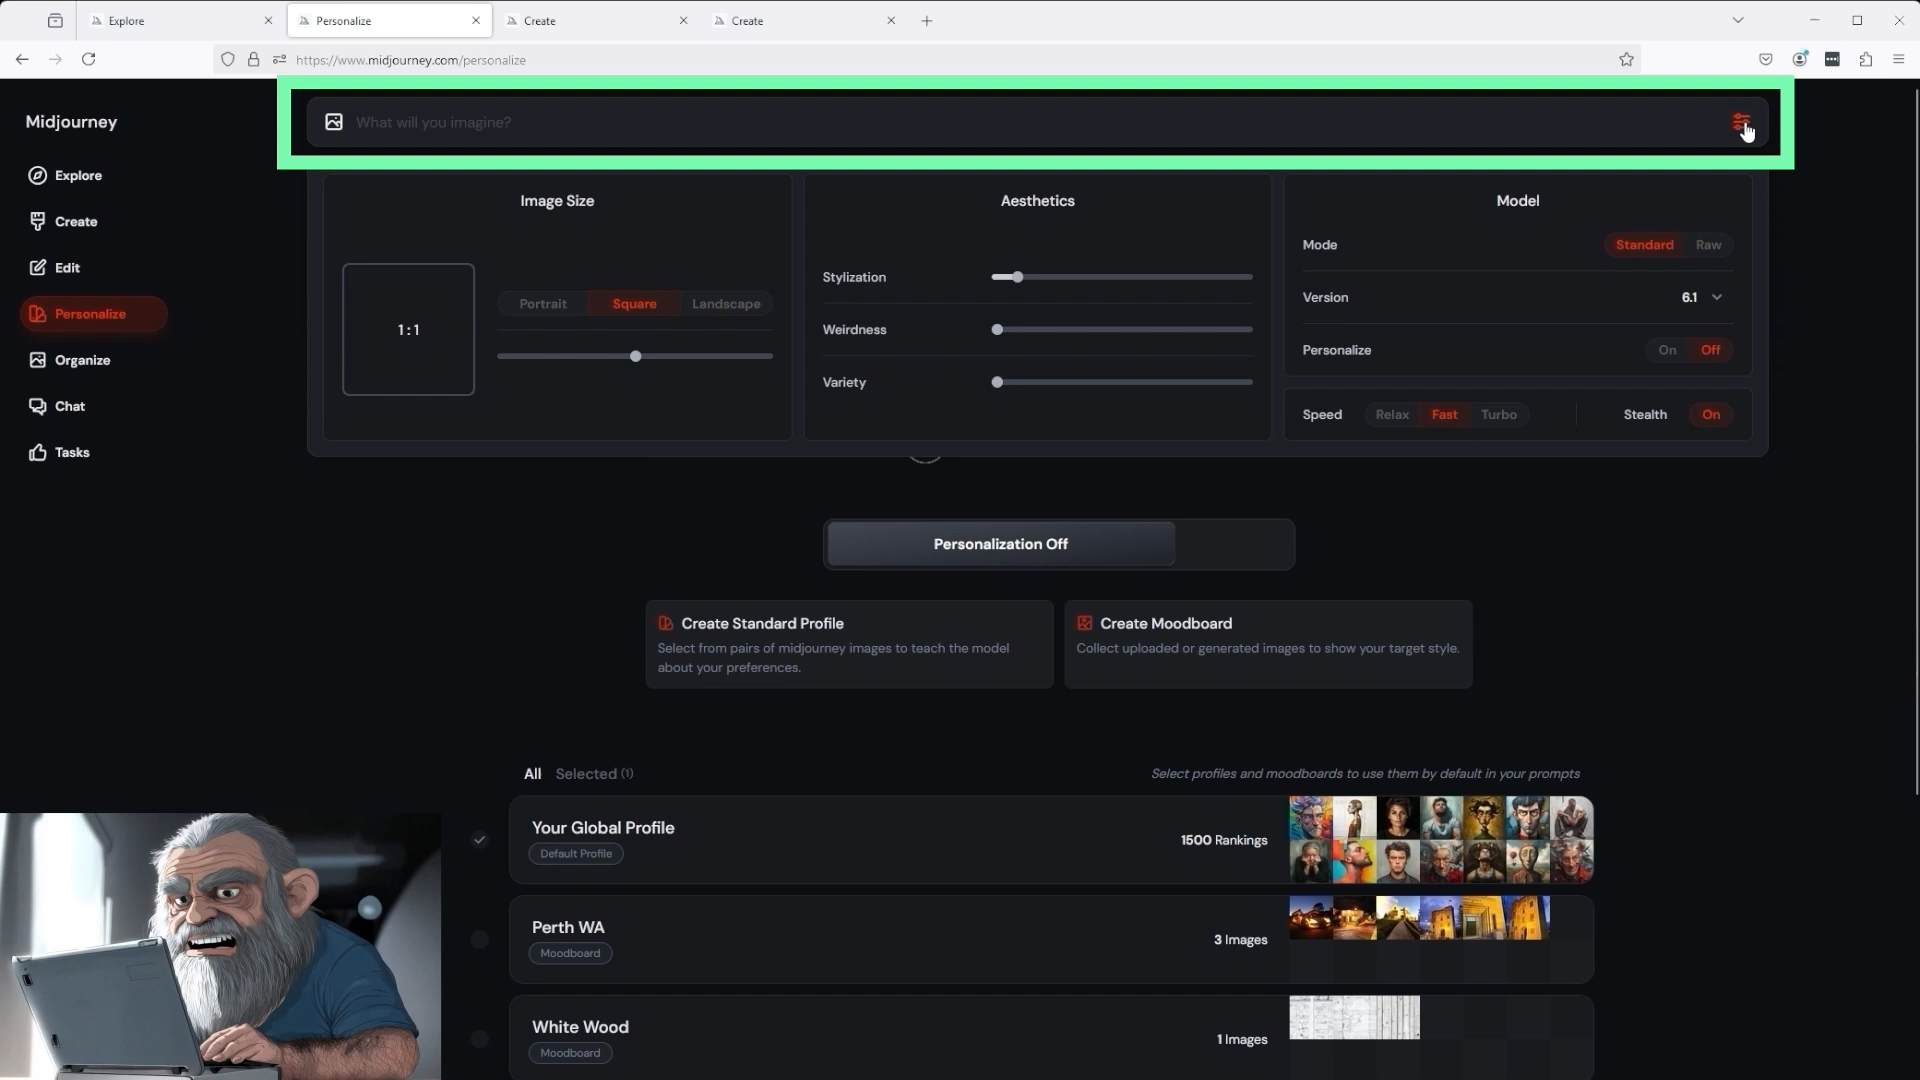 Explore
Personalize
Create
Create
https://www.midjourney.com/personalize
Midjourney
What will you imagine?
Explore
Create
Edit
Personalize
Organize
Chat
Tasks
Image Size
1:1
Portrait
Square
Landscape
Aesthetics
Stylization
Weirdness
Variety
Model
Mode
Standard
Raw
Version
6.1
Personalize
On
Off
Speed
Relax
Fast
Turbo
Stealth
On
Personalization Off
Create Standard Profile
Select from pairs of midjourney images to teach the model
about your preferences.
Create Moodboard
Collect uploaded or generated images to show your target style.
All
Selected (1)
Select profiles and moodboards to use them by default in your prompts
Your Global Profile
Default Profile
1500 Rankings
Perth WA
Moodboard
3 Images
White Wood
Moodboard
1 Images